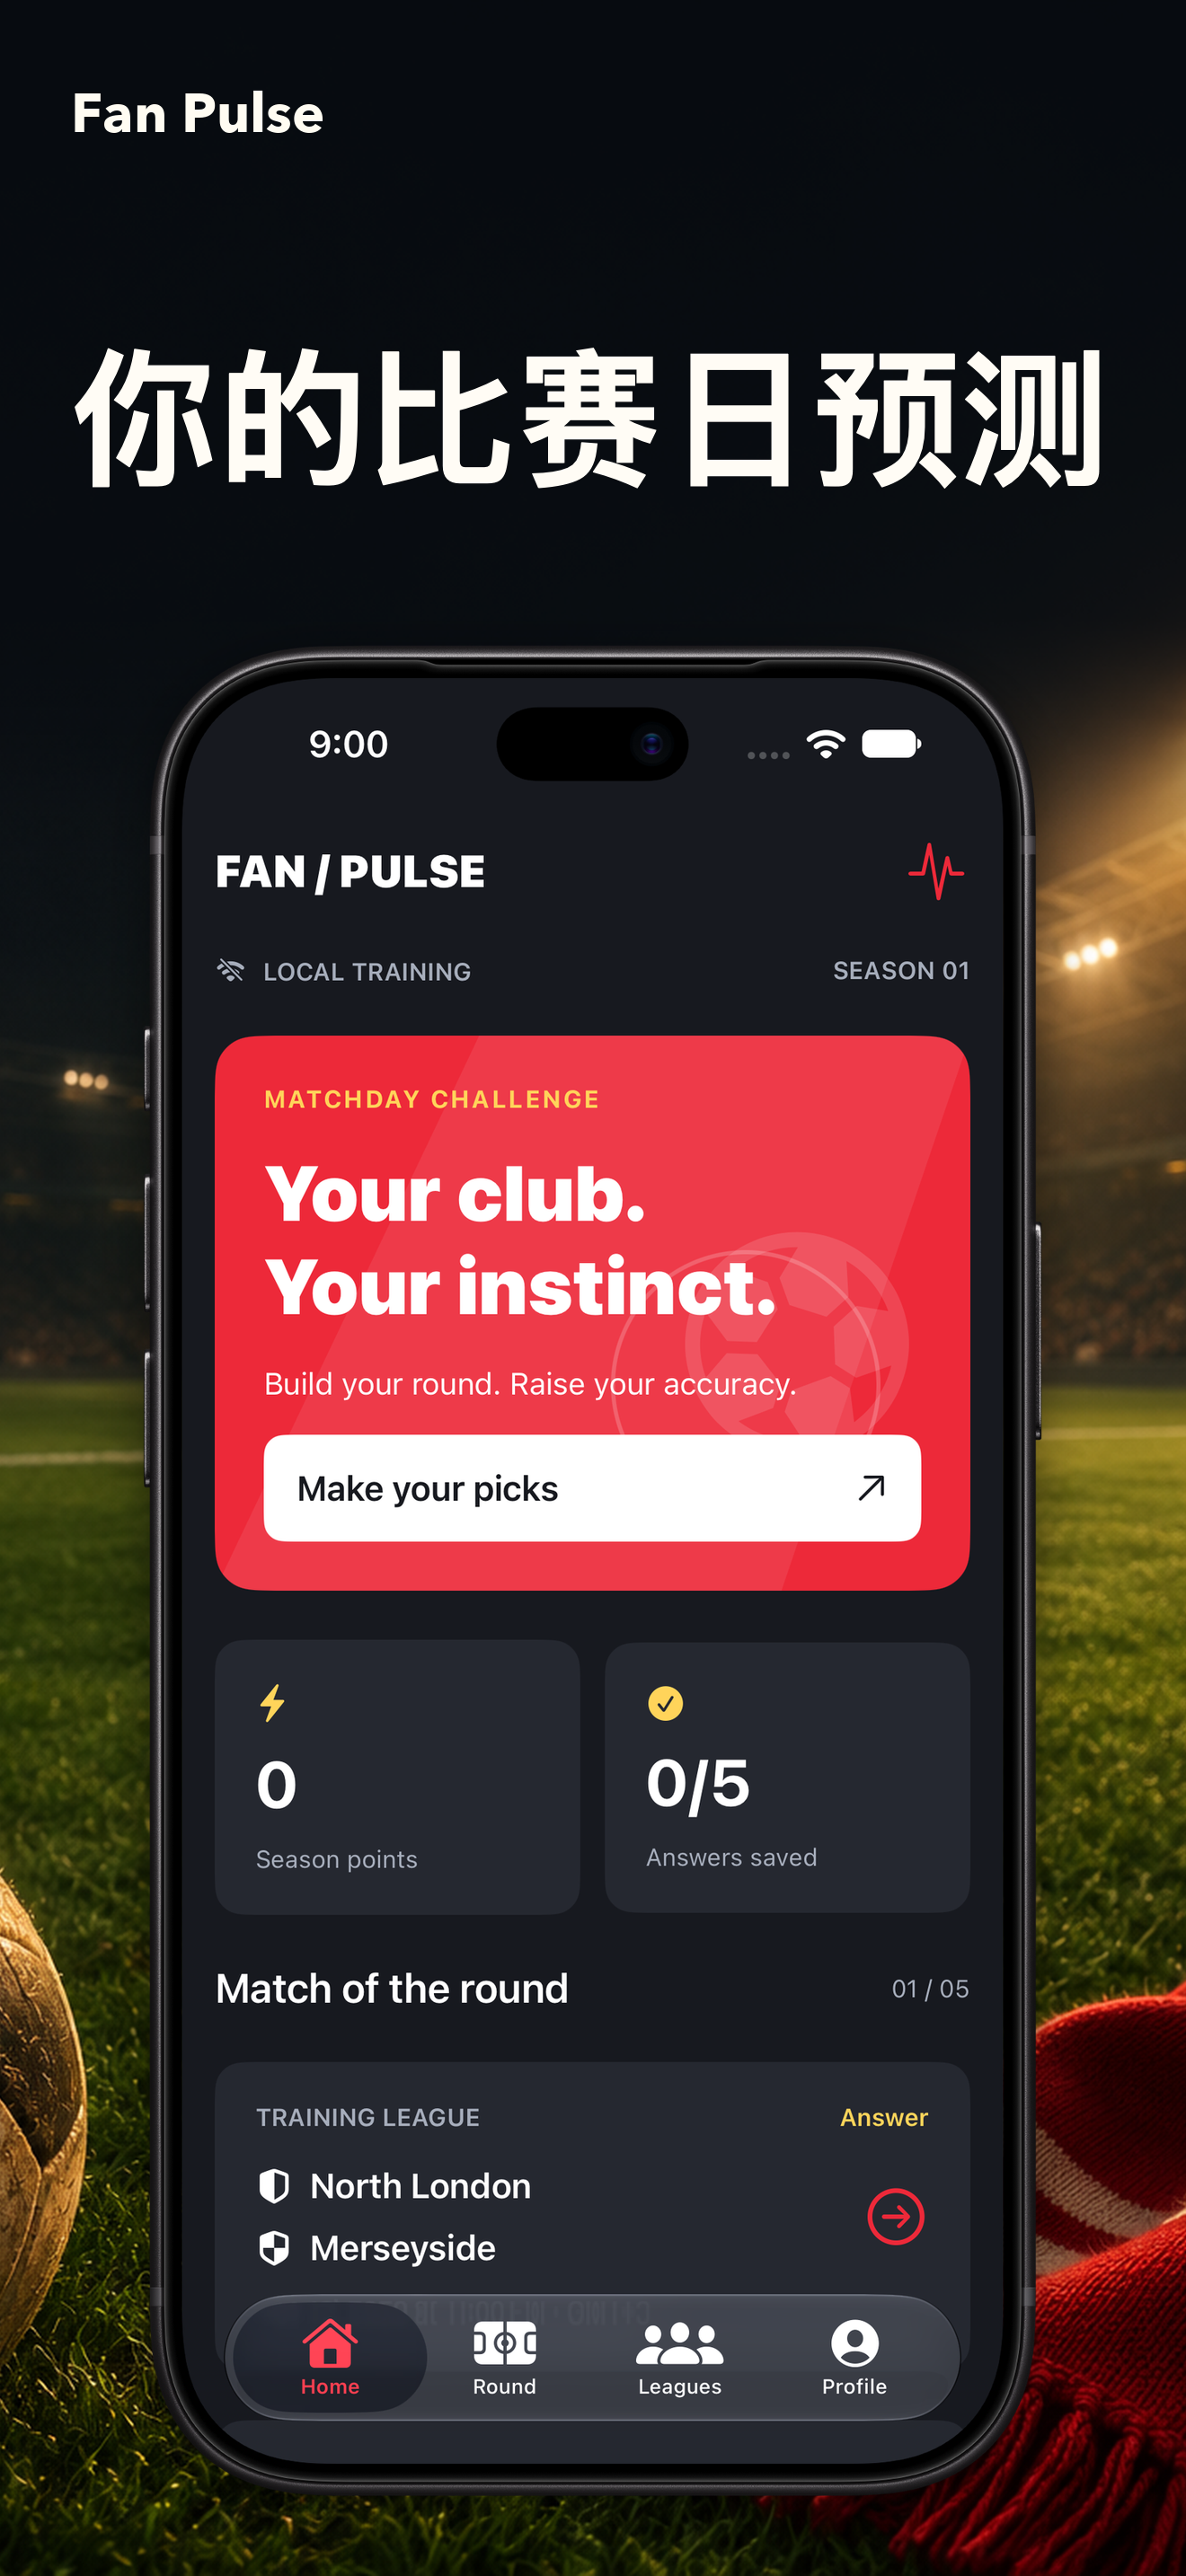 Fan Pulse
你的比赛日预测
9:00
FAN / PULSE
LOCAL TRAINING
SEASON 01
MATCHDAY CHALLENGE
Your club.
Your instinct.
Build your round. Raise your accuracy.
Make your picks
0
Season points
0/5
Answers saved
Match of the round
01 / 05
TRAINING LEAGUE
Answer
North London
Merseyside
Home
Round
Leagues
Profile